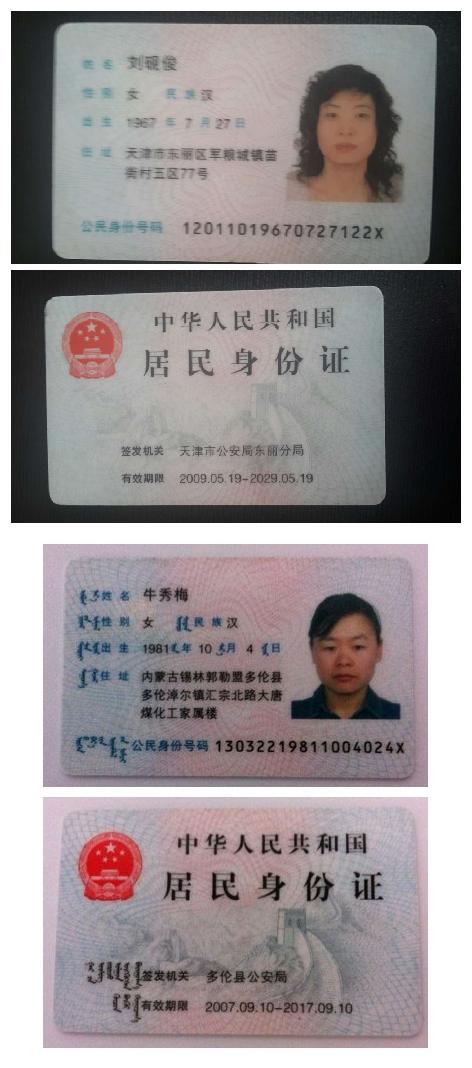 姓名 刘砚俊
性别 女 民族 汉
出生 1967 年 7 月 27 日
住址 天津市东丽区军粮城镇苗
街村五区77号
公民身份号码 12011019670727122X
中华人民共和国
居民身份证
签发机关 天津市公安局东丽分局
有效期限 2009.05.19-2029.05.19
姓名 牛秀梅
性别 女 民族 汉
出生 1981 年 10 月 4 日
住址 内蒙古锡林郭勒盟多伦县
多伦淖尔镇汇宗北路大唐
煤化工家属楼
公民身份号码 13032219811004024X
中华人民共和国
居民身份证
签发机关 多伦县公安局
有效期限 2007.09.10-2017.09.10